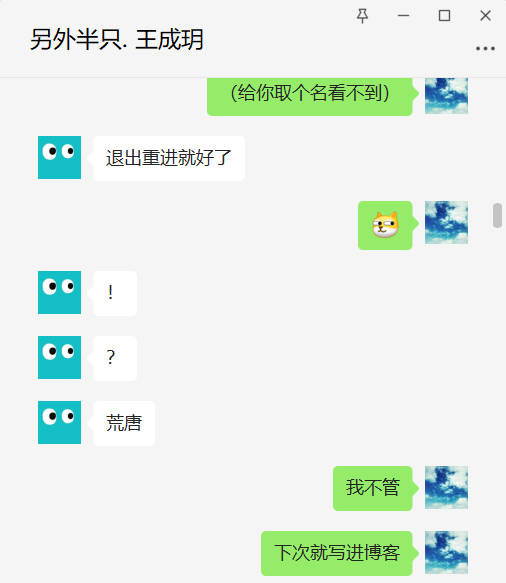 另外半只. 王成玥
（给你取个名看不到）
退出重进就好了
！
？
荒唐
我不管
下次就写进博客